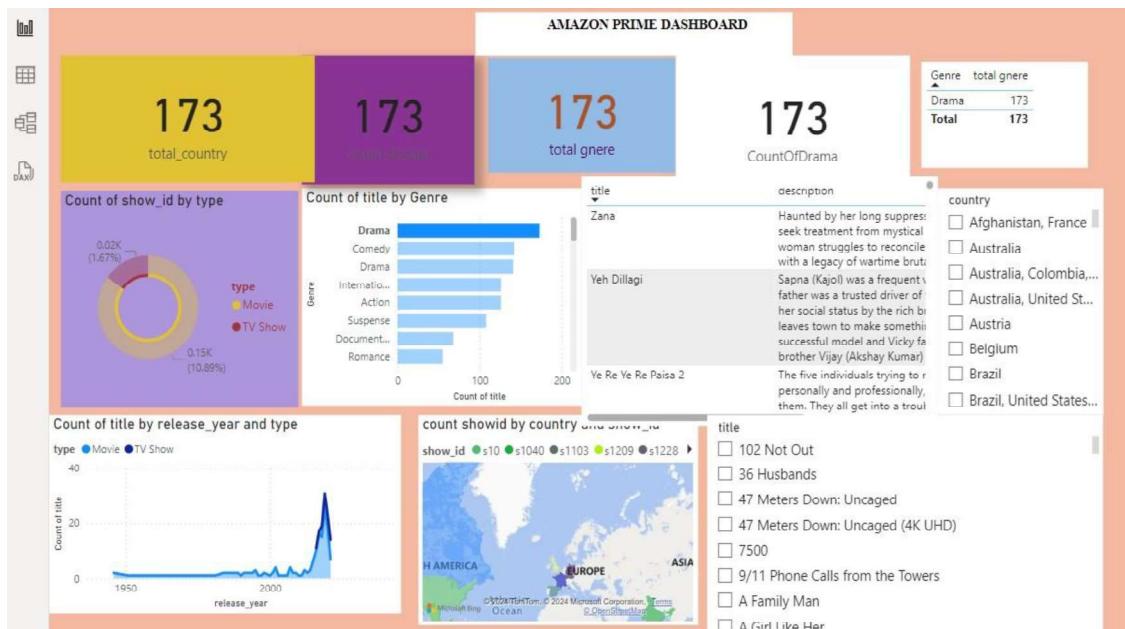 AMAZON PRIME DASHBOARD
173
total_country
173
173
total gnere
173
CountOfDrama
Genre total gnere
Drama 173
Total 173
DAX
Count of show_id by type
0.02K
(1.67%)
type
Movie
TV Show
0.15K
(10.89%)
Count of title by Genre
Genre
Drama
Comedy
Drama
Internatio...
Action
Suspense
Document...
Romance
0 100 200
Count of title
title description
Zana Haunted by her long suppres
seek treatment from mystical
woman struggles to reconcile
with a legacy of wartime bruta
Yeh Dillagi Sapna (Kajol) was a frequent v
father was a trusted driver of
her social status by the rich b
leaves town to make somethi
successful model and Vicky fa
brother Vijay (Akshay Kumar)
Ye Re Ye Re Paisa 2 The five individuals trying to r
personally and professionally,
them. They all get into a troul
country
Afghanistan, France
Australia
Australia, Colombia,...
Australia, United St...
Austria
Belgium
Brazil
Brazil, United States...
Count of title by release_year and type
type Movie TV Show
Count of title
40
20
0
1950 2000
release_year
count showid by country and show_id
show_id s10 s1040 s1103 s1209 s1228
H AMERICA
EUROPE
ASIA
Ocean
Microsoft Bing
© 2024 TomTom, © 2024 Microsoft Corporation, Terms
© OpenStreetMap
title
102 Not Out
36 Husbands
47 Meters Down: Uncaged
47 Meters Down: Uncaged (4K UHD)
7500
9/11 Phone Calls from the Towers
A Family Man
A Girl Like Her